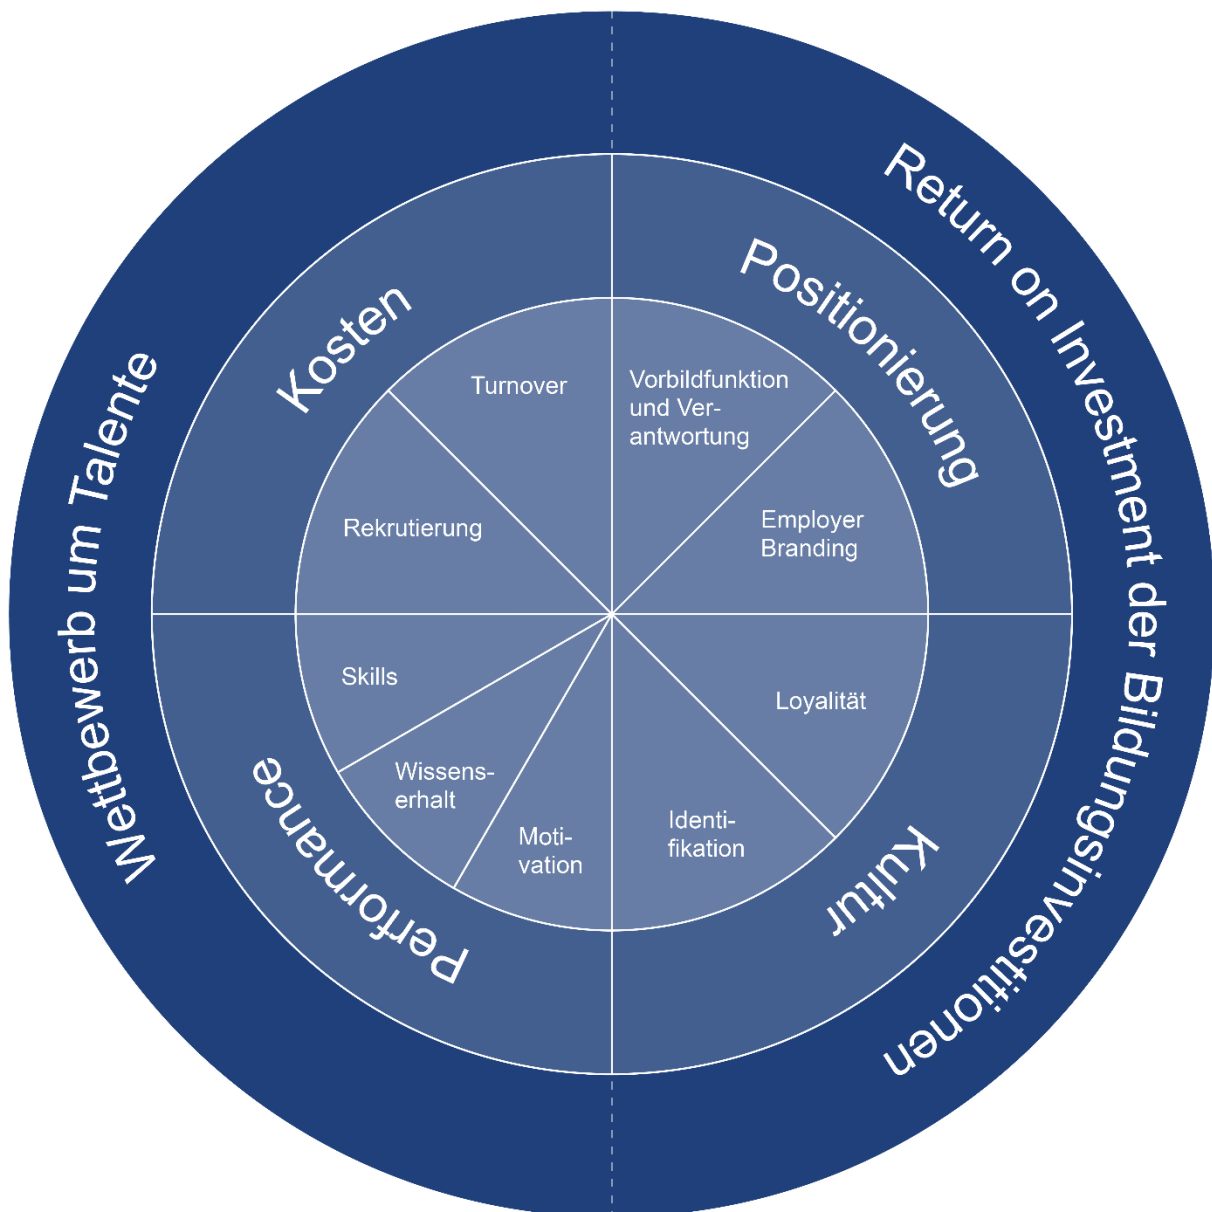 Wettbewerb um Talente
Return on Investment der Bildungsinvestitionen
Kosten
Positionierung
Performance
Kultur
Turnover
Vorbildfunktion
und Ver-
antwortung
Rekrutierung
Employer
Branding
Skills
Loyalität
Wissens-
erhalt
Moti-
vation
Identi-
fikation